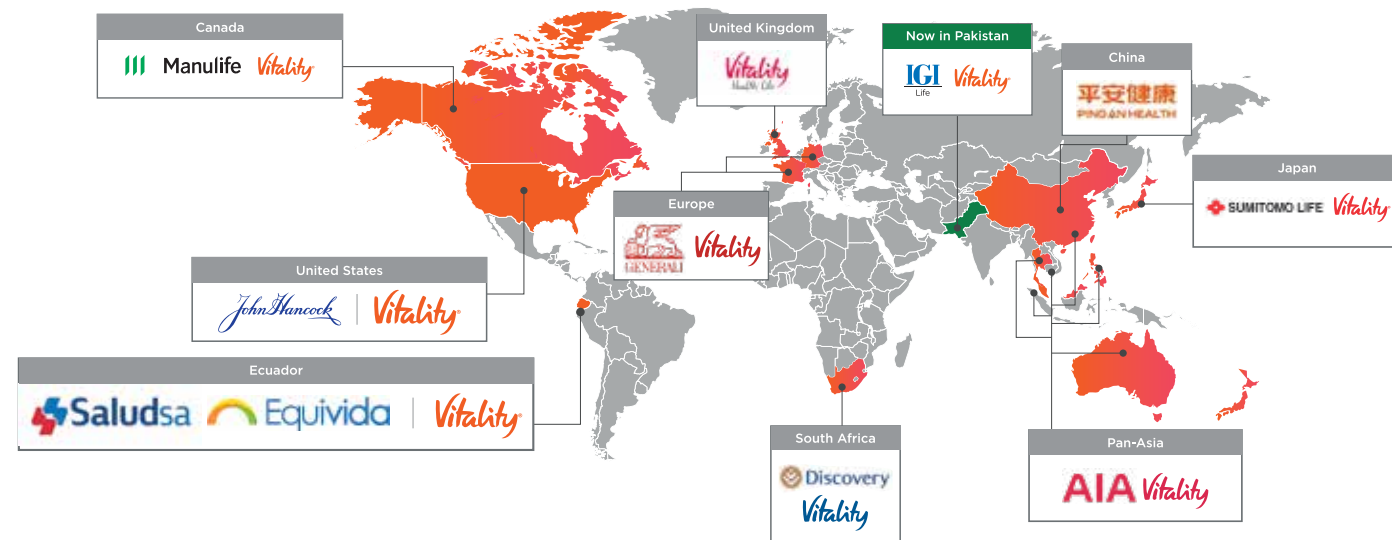 Canada
Manulife Vitality
United Kingdom
Vitality
Healthy Life
Now in Pakistan
IGI
Life
Vitality
China
平安健康
PING AN HEALTH
Japan
SUMITOMO LIFE Vitality
Europe
GENERALI
Vitality
United States
John Hancock Vitality
Ecuador
Saludsa Equivida Vitality
South Africa
Discovery
Vitality
Pan-Asia
AIA Vitality